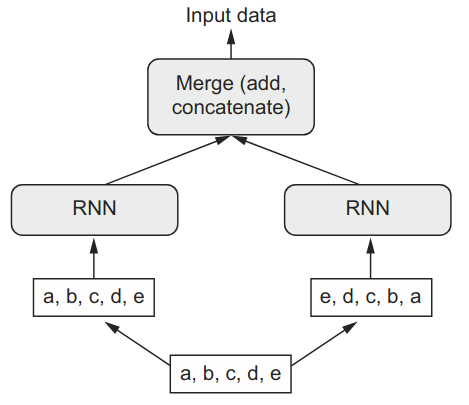 Input data
Merge (add,
concatenate)
RNN
RNN
a, b, c, d, e
e, d, c, b, a
a, b, c, d, e